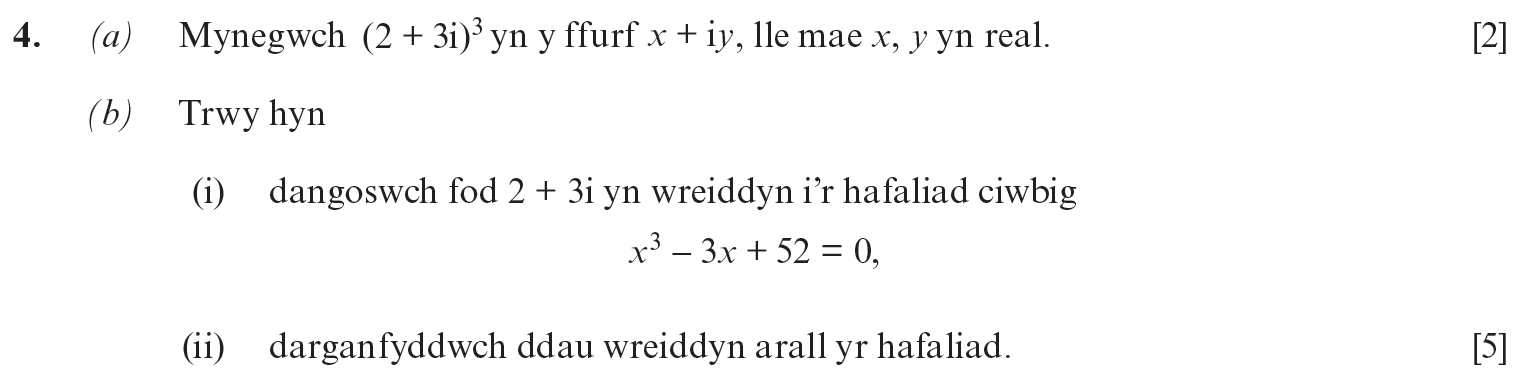 4. (a) Mynegwch (2 + 3i)³ yn y ffurf x + iy, lle mae x, y yn real. [2]
(b) Trwy hyn
(i) dangoswch fod 2 + 3i yn wreiddyn i’r hafaliad ciwbig
x³ – 3x + 52 = 0,
(ii) darganfyddwch ddau wreiddyn arall yr hafaliad. [5]